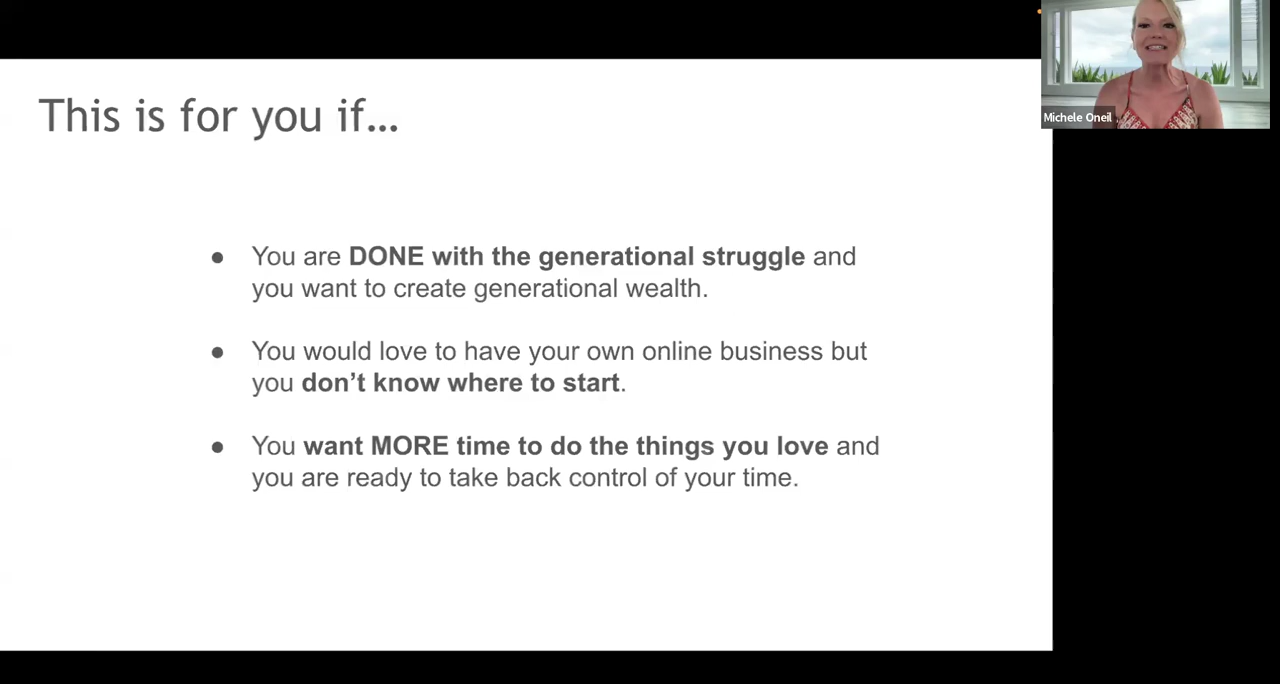 This is for you if…
● You are DONE with the generational struggle and
you want to create generational wealth.
● You would love to have your own online business but
you don’t know where to start.
● You want MORE time to do the things you love and
you are ready to take back control of your time.
Michele Oneil